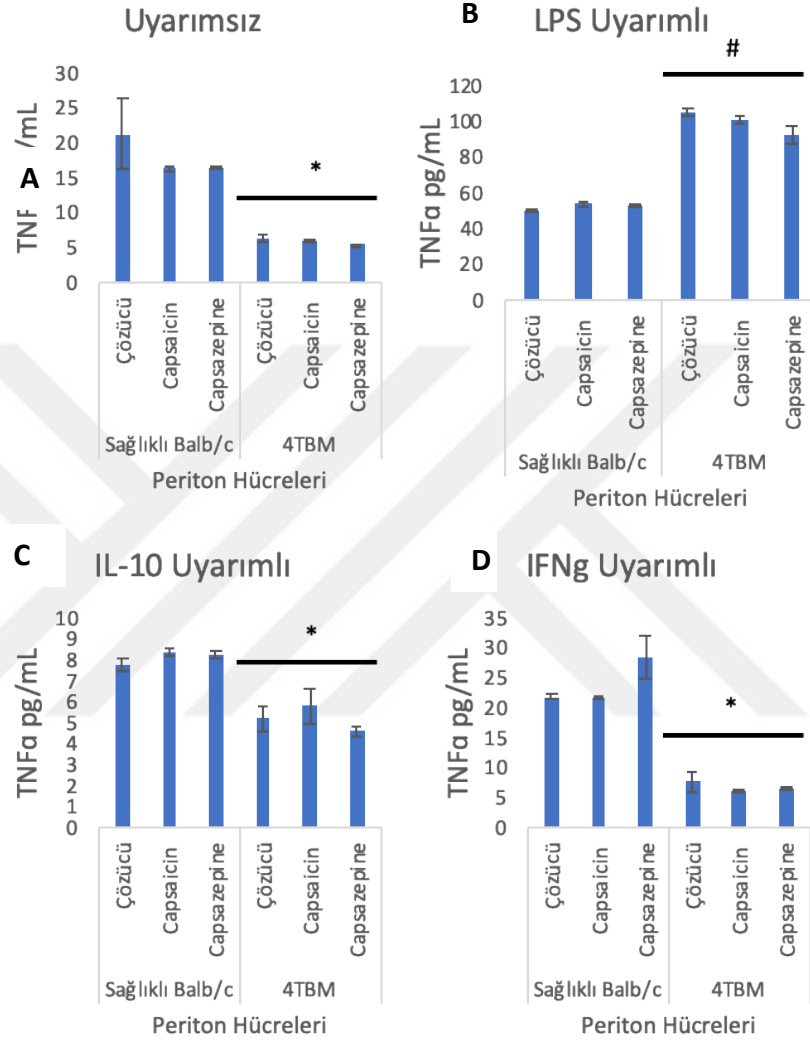 Uyarımsız
/mL
A
TNF
30
25
20
15
10
5
0
*
Çözücü
Capsaicin
Capsazepine
Çözücü
Capsaicin
Capsazepine
Sağlıklı Balb/c
4TBM
Periton Hücreleri
B
LPS Uyarımlı
#
TNFα pg/mL
120
100
80
60
40
20
0
Çözücü
Capsaicin
Capsazepine
Çözücü
Capsaicin
Capsazepine
Sağlıklı Balb/c
4TBM
Periton Hücreleri
C
IL-10 Uyarımlı
TNFα pg/mL
10
9
8
7
6
5
4
3
2
1
0
*
Çözücü
Capsaicin
Capsazepine
Çözücü
Capsaicin
Capsazepine
Sağlıklı Balb/c
4TBM
Periton Hücreleri
D
IFNg Uyarımlı
TNFα pg/mL
35
30
25
20
15
10
5
0
*
Çözücü
Capsaicin
Capsazepine
Çözücü
Capsaicin
Capsazepine
Sağlıklı Balb/c
4TBM
Periton Hücreleri